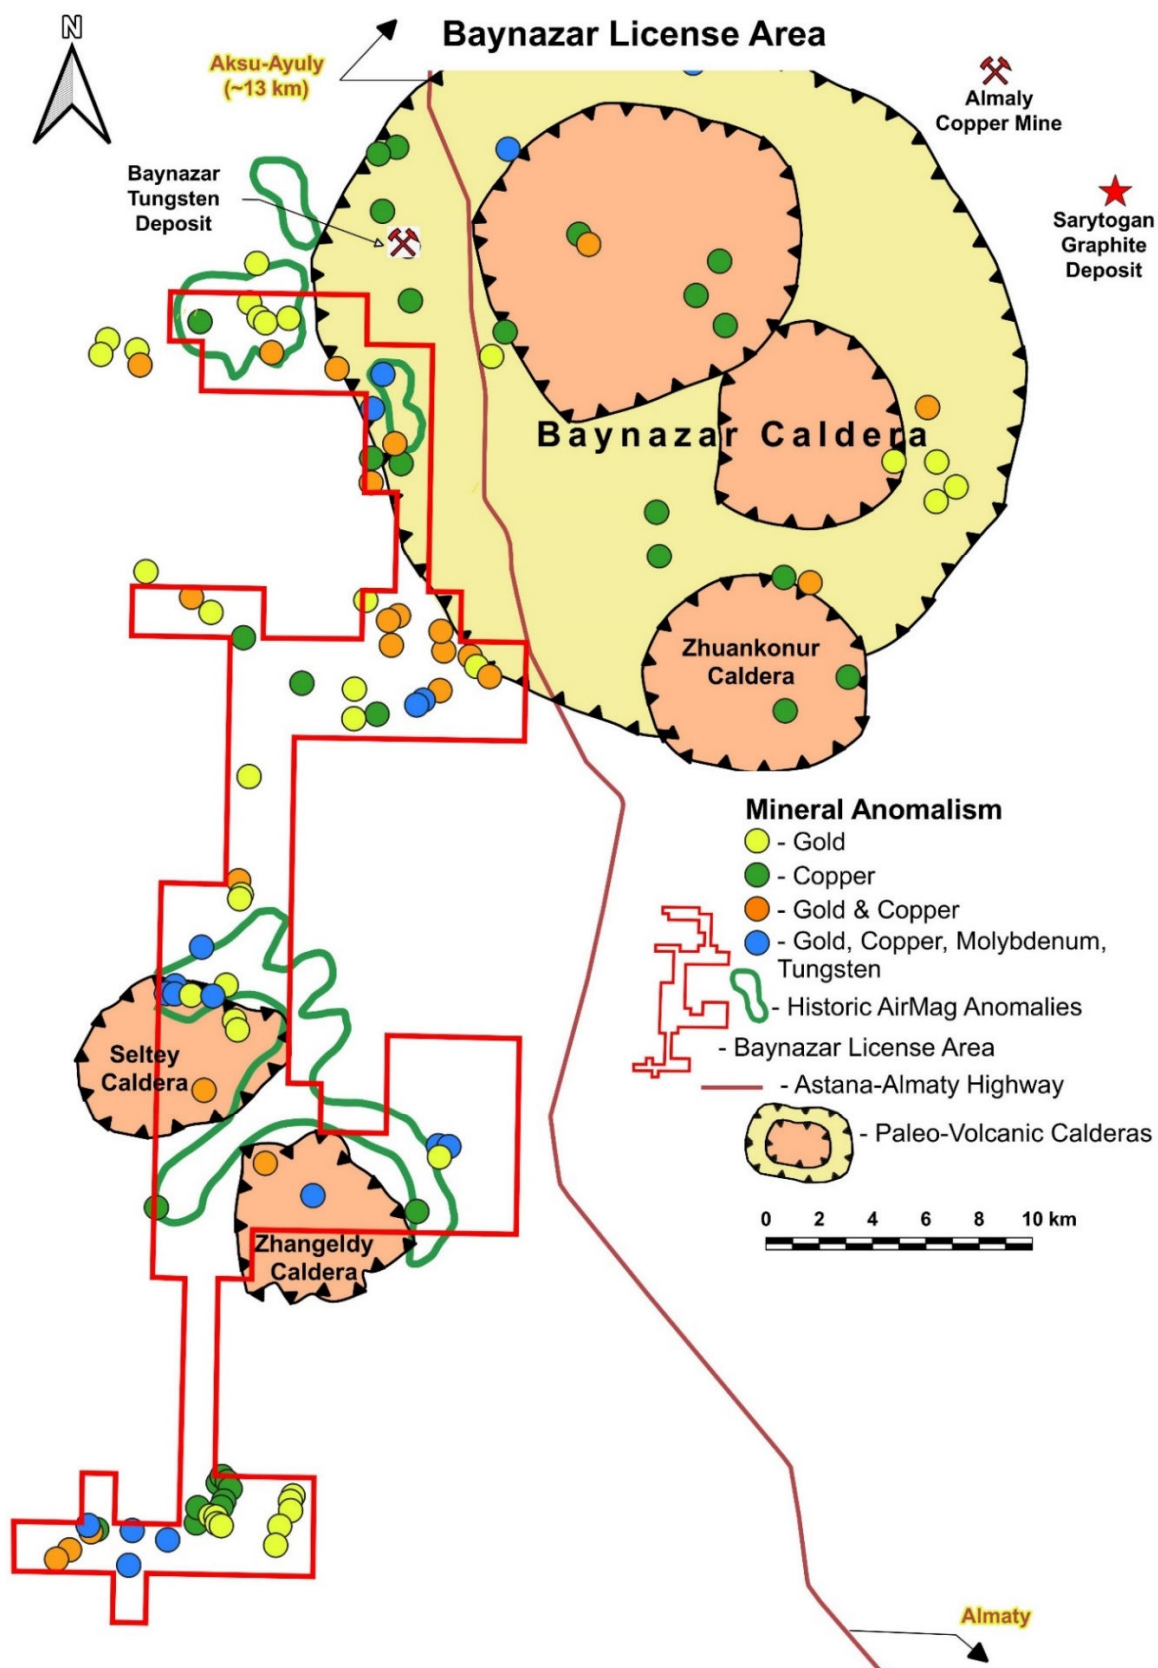 N
Baynazar License Area
Aksu-Ayuly
(~13 km)
Almaly
Copper Mine
Baynazar
Tungsten
Deposit
Sarytogan
Graphite
Deposit
Baynazar Caldera
Zhuankonur
Caldera
Mineral Anomalism
- Gold
- Copper
- Gold & Copper
- Gold, Copper, Molybdenum,
Tungsten
- Historic AirMag Anomalies
- Baynazar License Area
- Astana-Almaty Highway
- Paleo-Volcanic Calderas
0 2 4 6 8 10 km
Seltey
Caldera
Zhangeldy
Caldera
Almaty